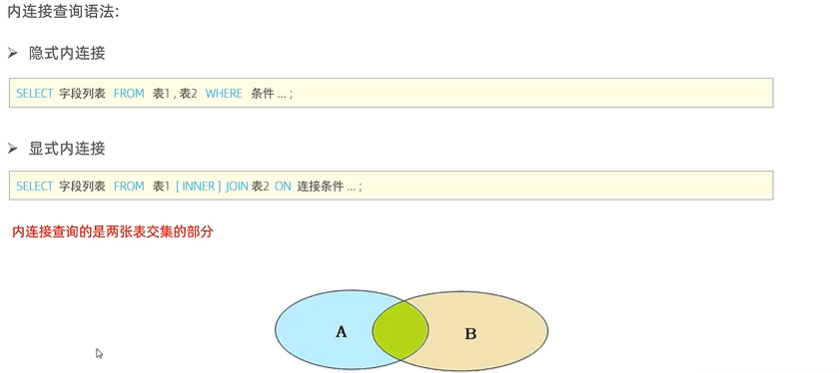 内连接查询语法:
➢ 隐式内连接
SELECT 字段列表 FROM 表1 , 表2 WHERE 条件 ... ;
➢ 显式内连接
SELECT 字段列表 FROM 表1 [ INNER ] JOIN 表2 ON 连接条件 ... ;
内连接查询的是两张表交集的部分
A B